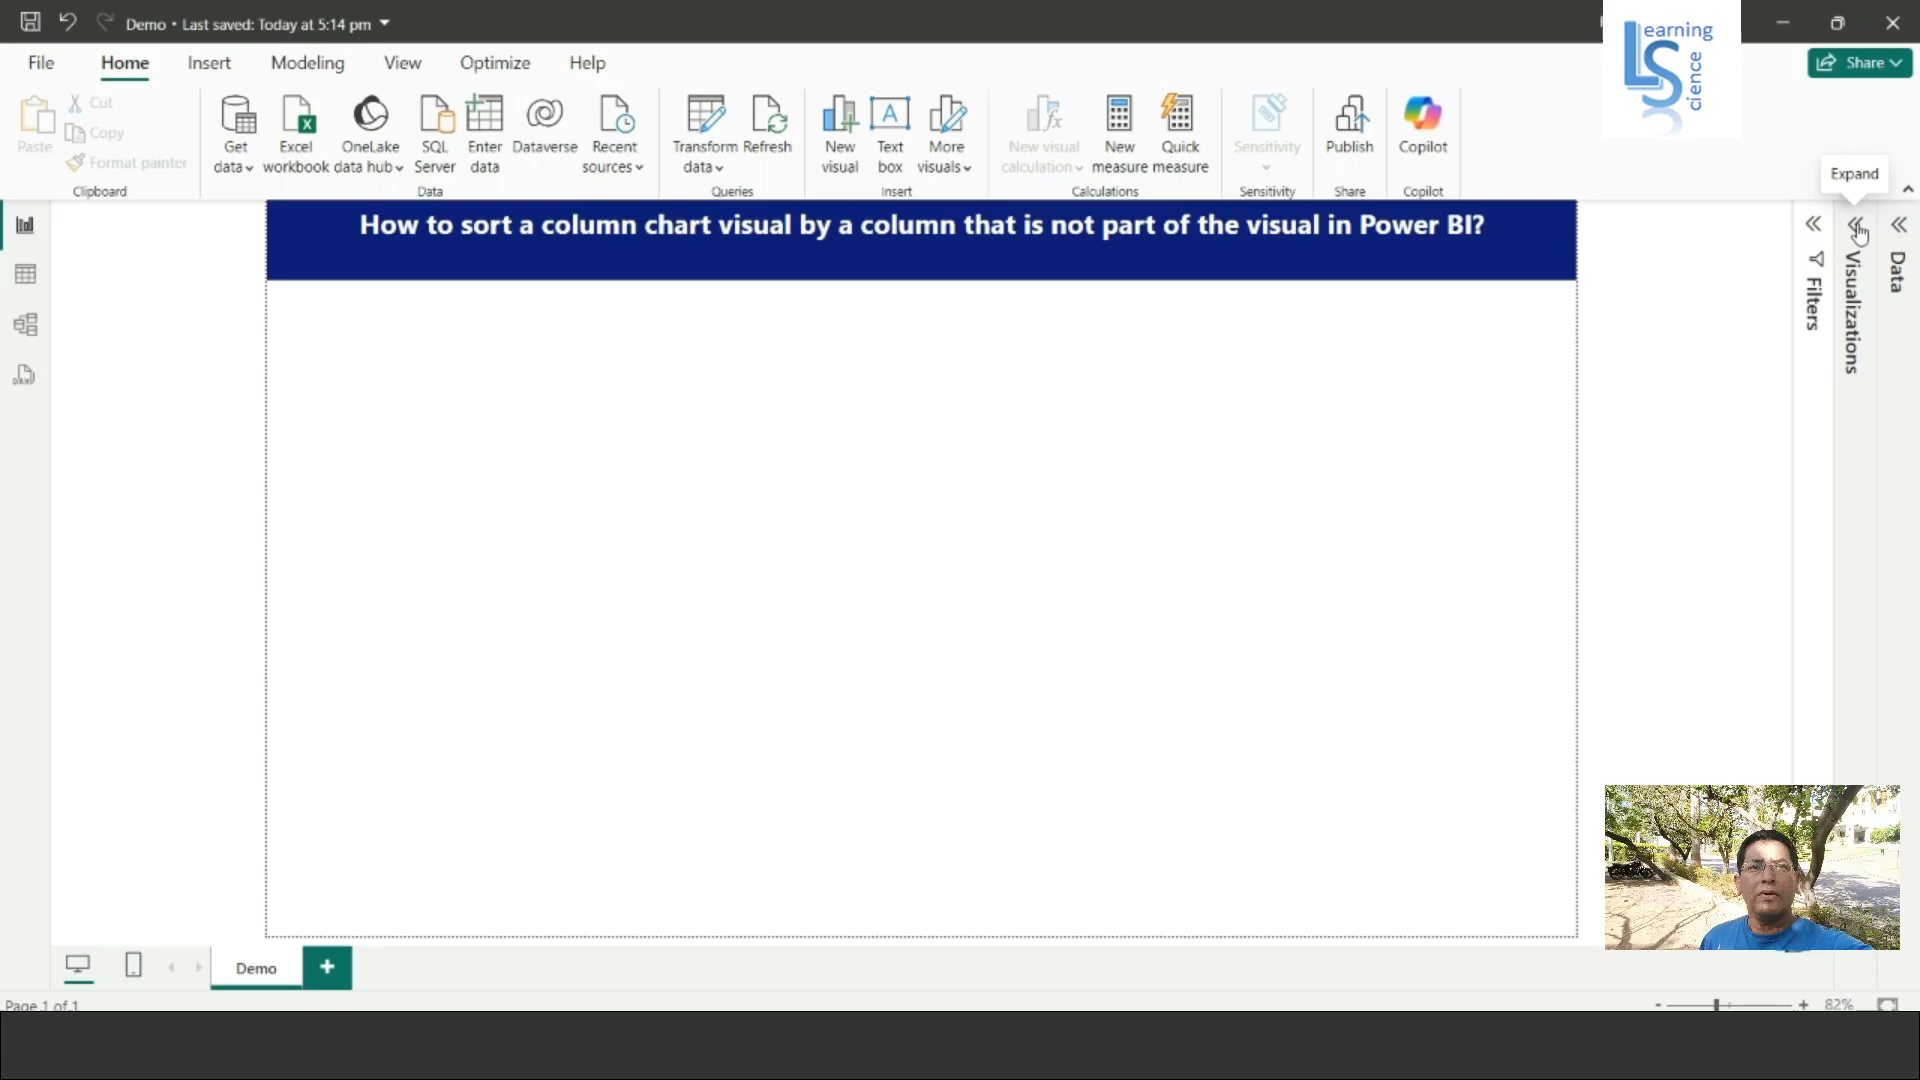 Demo • Last saved: Today at 5:14 pm
Learning Science
Share
File Home Insert Modeling View Optimize Help
Paste
Cut
Copy
Format painter
Clipboard
Get data
Excel workbook
OneLake data hub
SQL Server
Enter data
Dataverse
Recent sources
Data
Transform data
Refresh
Queries
New visual
Text box
More visuals
Insert
New visual calculation
New measure
Quick measure
Calculations
Sensitivity
Sensitivity
Publish
Share
Copilot
Copilot
Expand
How to sort a column chart visual by a column that is not part of the visual in Power BI?
Filters
Visualizations
Data
DAX
Demo
Page 1 of 1
82%